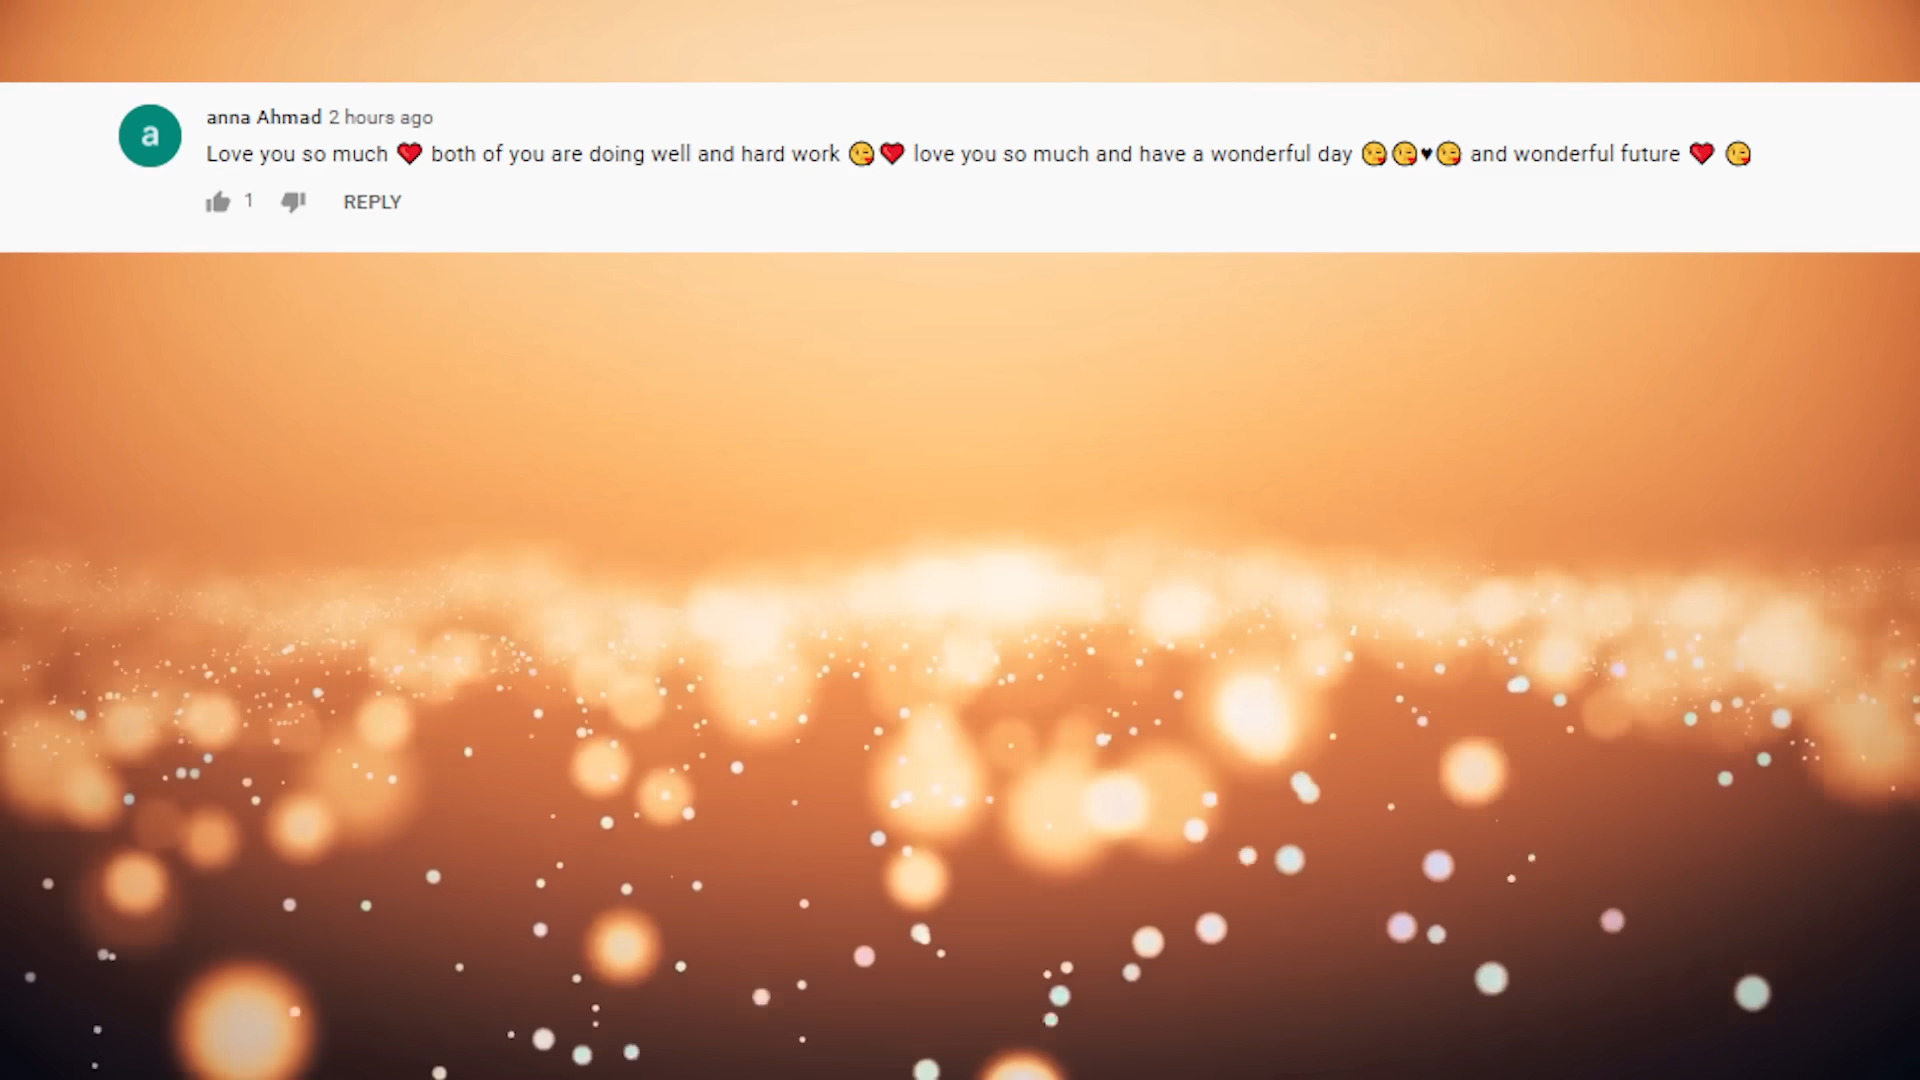 a
anna Ahmad 2 hours ago
Love you so much ❤ both of you are doing well and hard work 😘❤ love you so much and have a wonderful day 😘😘♥😘 and wonderful future ❤ 😘
1 REPLY